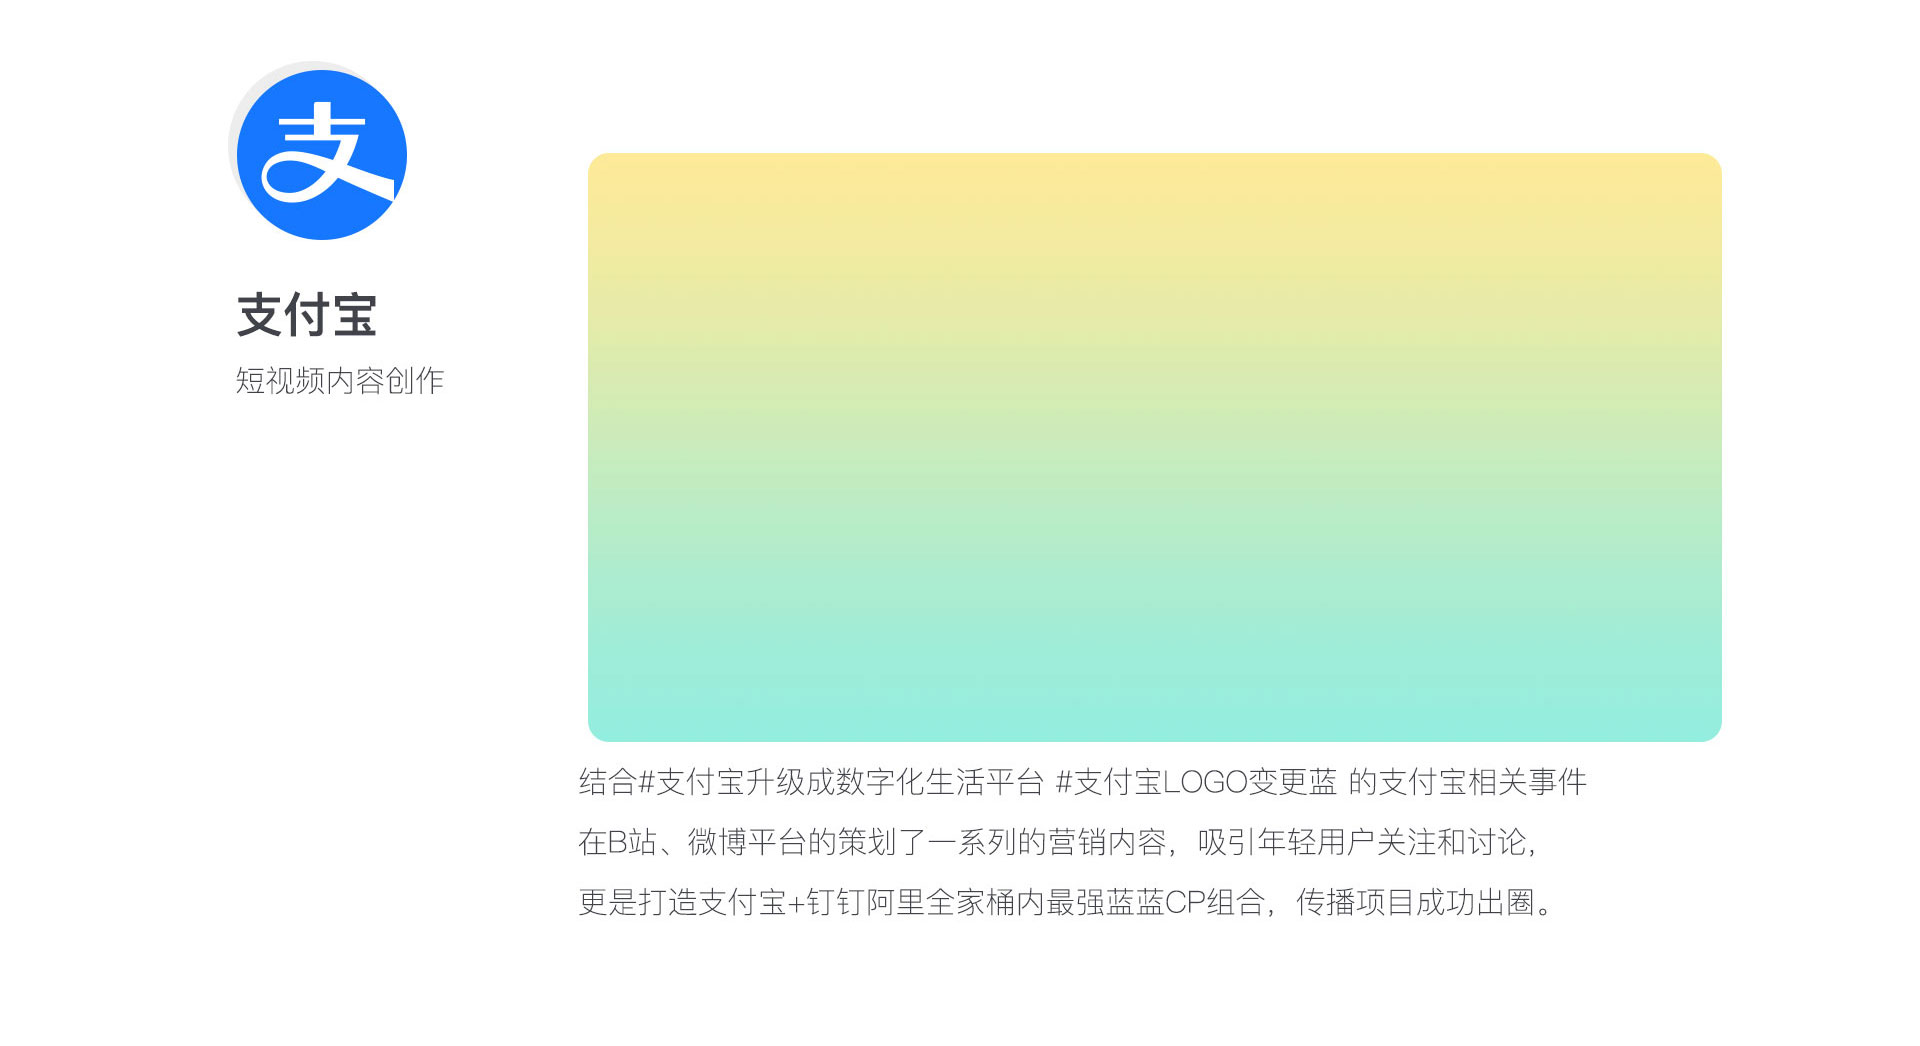 支
支付宝
短视频内容创作
结合#支付宝升级成数字化生活平台 #支付宝LOGO变更蓝 的支付宝相关事件
在B站、微博平台的策划了一系列的营销内容，吸引年轻用户关注和讨论，
更是打造支付宝+钉钉阿里全家桶内最强蓝蓝CP组合，传播项目成功出圈。